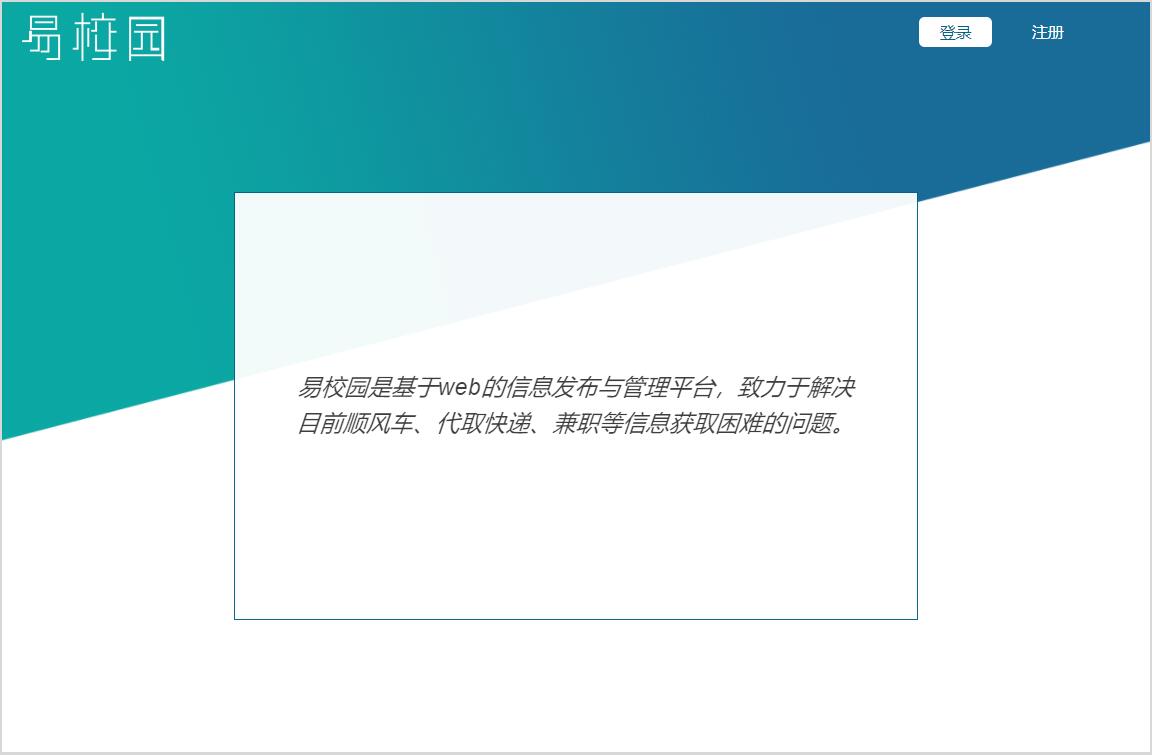 易校园
登录
注册
易校园是基于web的信息发布与管理平台，致力于解决
目前顺风车、代取快递、兼职等信息获取困难的问题。